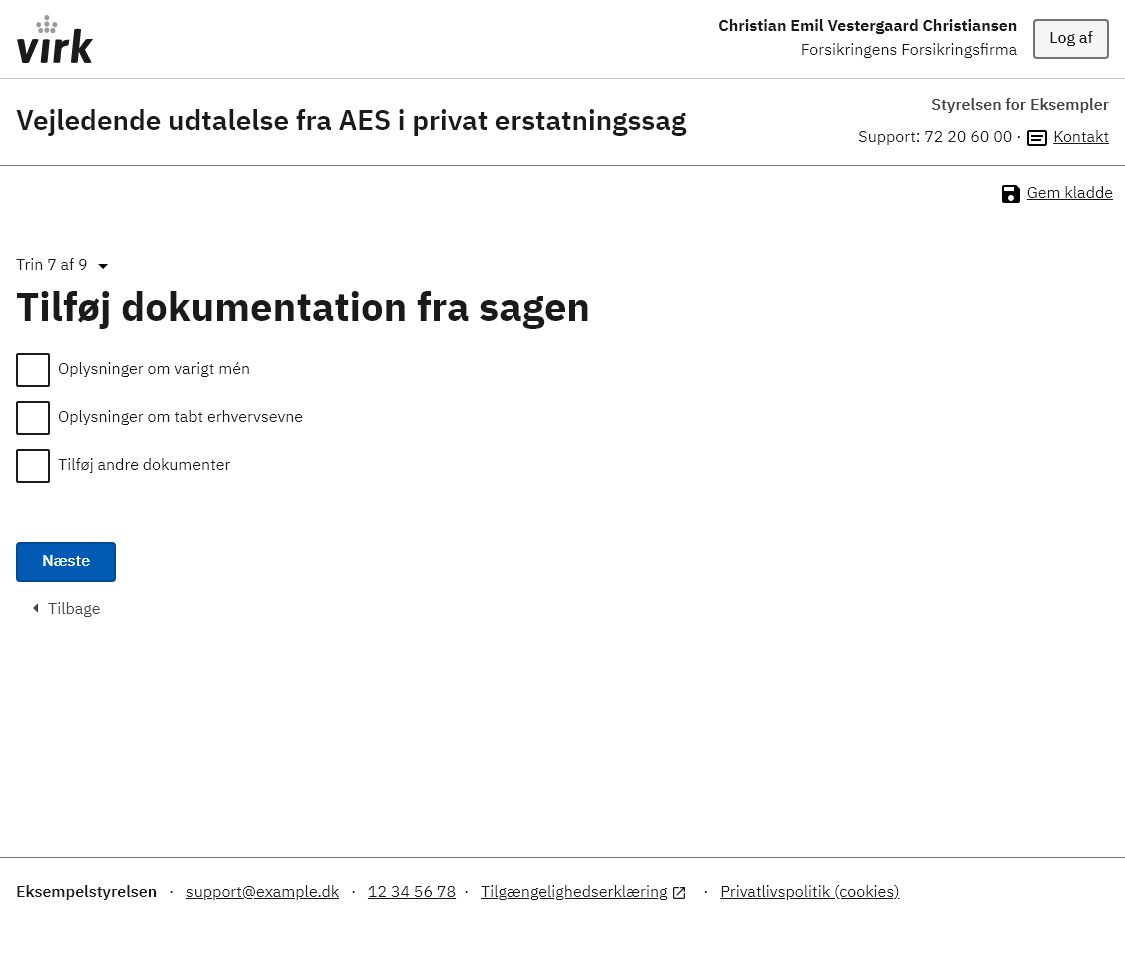 virk
Christian Emil Vestergaard Christiansen
Forsikringens Forsikringsfirma
Log af
Vejledende udtalelse fra AES i privat erstatningssag
Styrelsen for Eksempler
Support: 72 20 60 00 · Kontakt
Gem kladde
Trin 7 af 9
Tilføj dokumentation fra sagen
Oplysninger om varigt mén
Oplysninger om tabt erhvervsevne
Tilføj andre dokumenter
Næste
Tilbage
Eksempelstyrelsen · support@example.dk · 12 34 56 78 · Tilgængelighedserklæring · Privatlivspolitik (cookies)